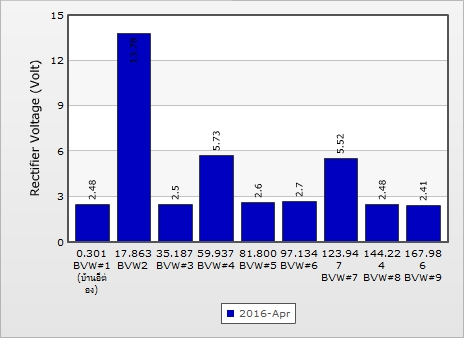 Rectifier Voltage (Volt)
15
12
9
6
3
0
2.48
2.5
5.73
2.6
2.7
5.52
2.48
2.41
0.301
BVW#1
(บ้านอีต่
อง)
17.863
BVW2
35.187
BVW#3
59.937
BVW#4
81.800
BVW#5
97.134
BVW#6
123.94
7
BVW#7
144.22
4
BVW#8
167.98
6
BVW#9
2016-Apr